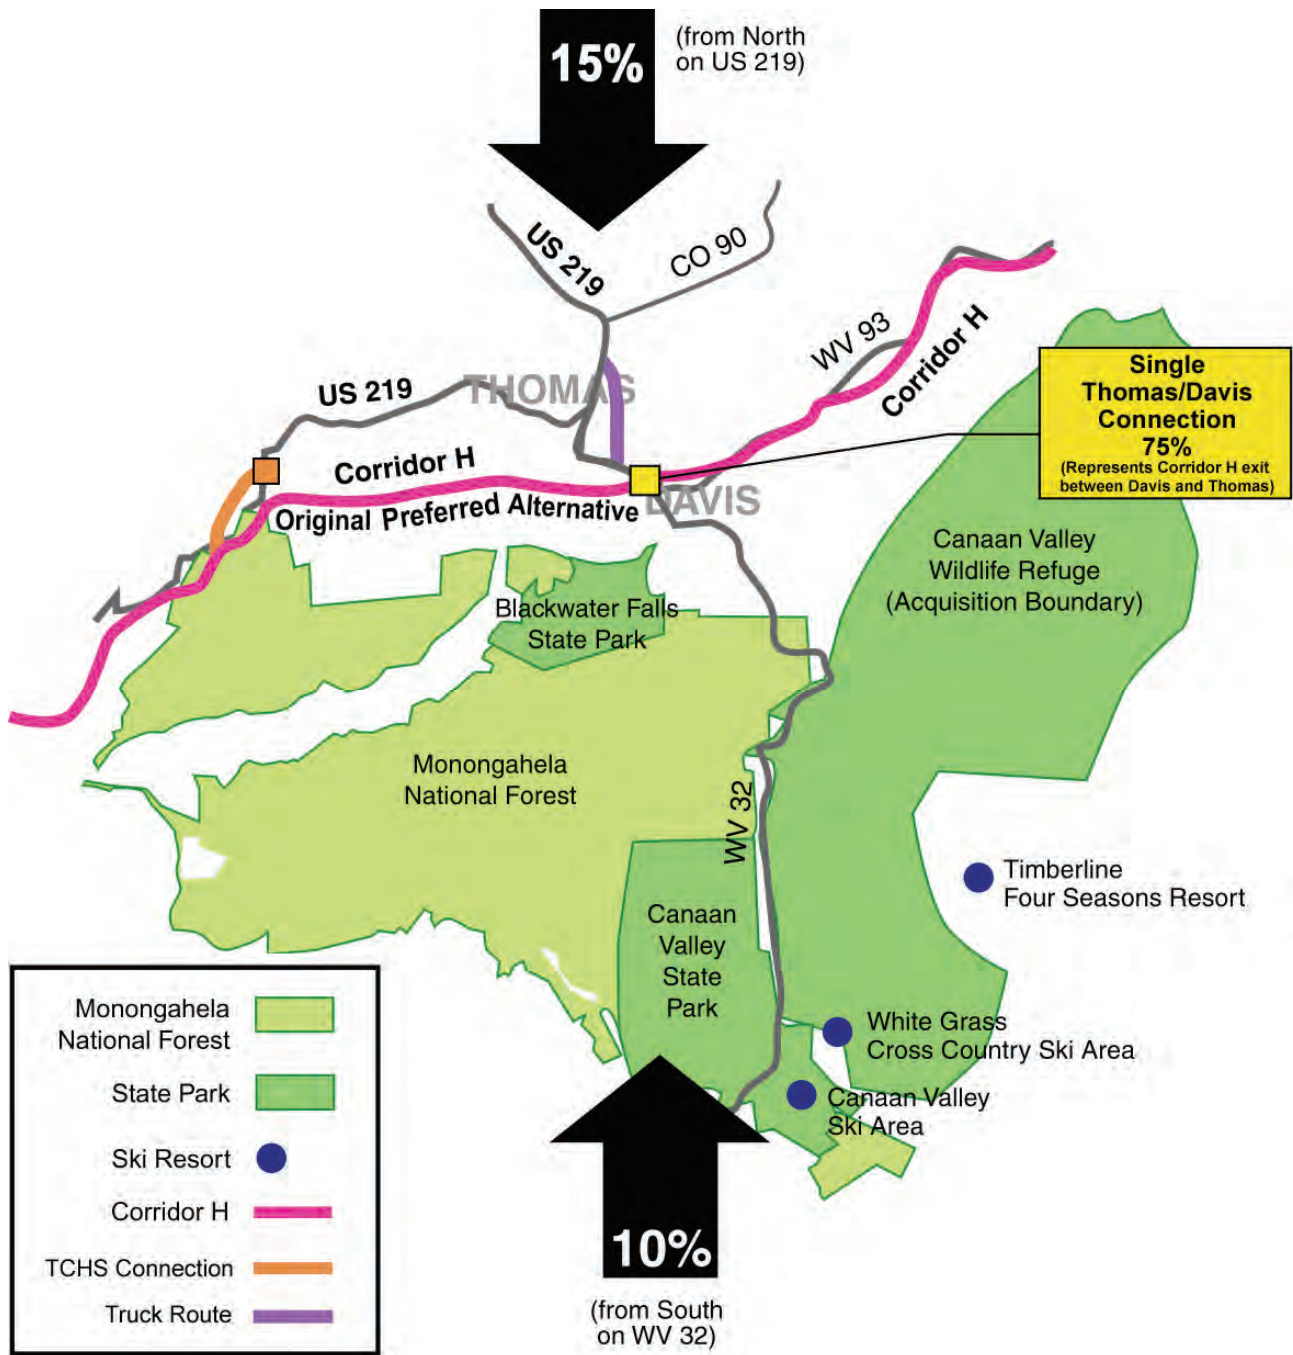 15%
(from North
on US 219)
US 219
CO 90
WV 93
Corridor H
THOMAS
US 219
Single
Thomas/Davis
Connection
75%
(Represents Corridor H exit
between Davis and Thomas)
Corridor H
Original Preferred Alternative
DAVIS
Canaan Valley
Wildlife Refuge
(Acquisition Boundary)
Blackwater Falls
State Park
Monongahela
National Forest
WV 32
Timberline
Four Seasons Resort
Canaan
Valley
State
Park
White Grass
Cross Country Ski Area
Canaan Valley
Ski Area
Monongahela
National Forest
State Park
Ski Resort
Corridor H
TCHS Connection
Truck Route
10%
(from South
on WV 32)